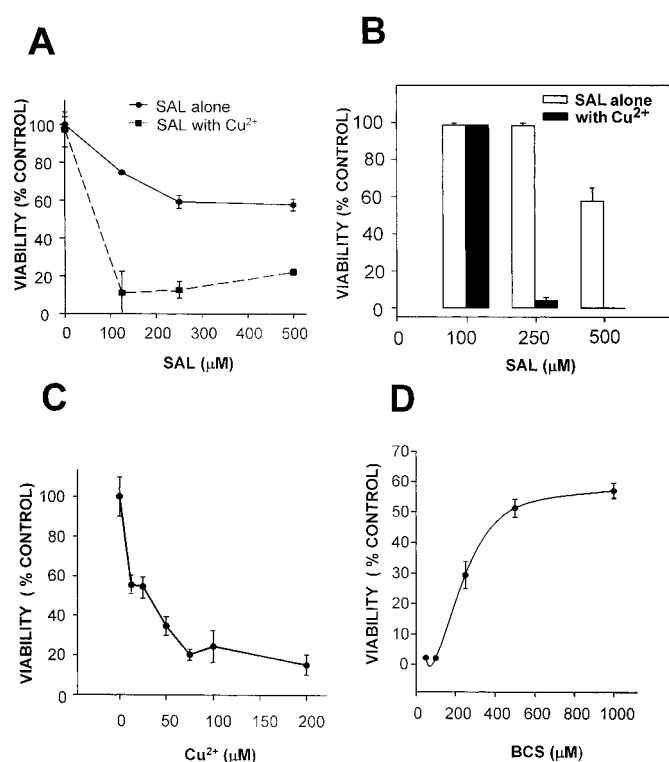 A
SAL alone
SAL with Cu²⁺
VIABILITY (% CONTROL)
100
80
60
40
20
0
0 100 200 300 400 500
SAL (μM)
B
SAL alone
with Cu²⁺
VIABILITY (% CONTROL)
100
80
60
40
20
0
0 100 250 500
SAL (μM)
C
VIABILITY ( % CONTROL)
100
80
60
40
20
0
0 50 100 150 200
Cu²⁺ (μM)
D
VIABILITY ( % CONTROL)
70
60
50
40
30
20
10
0
0 200 400 600 800 1000
BCS (μM)